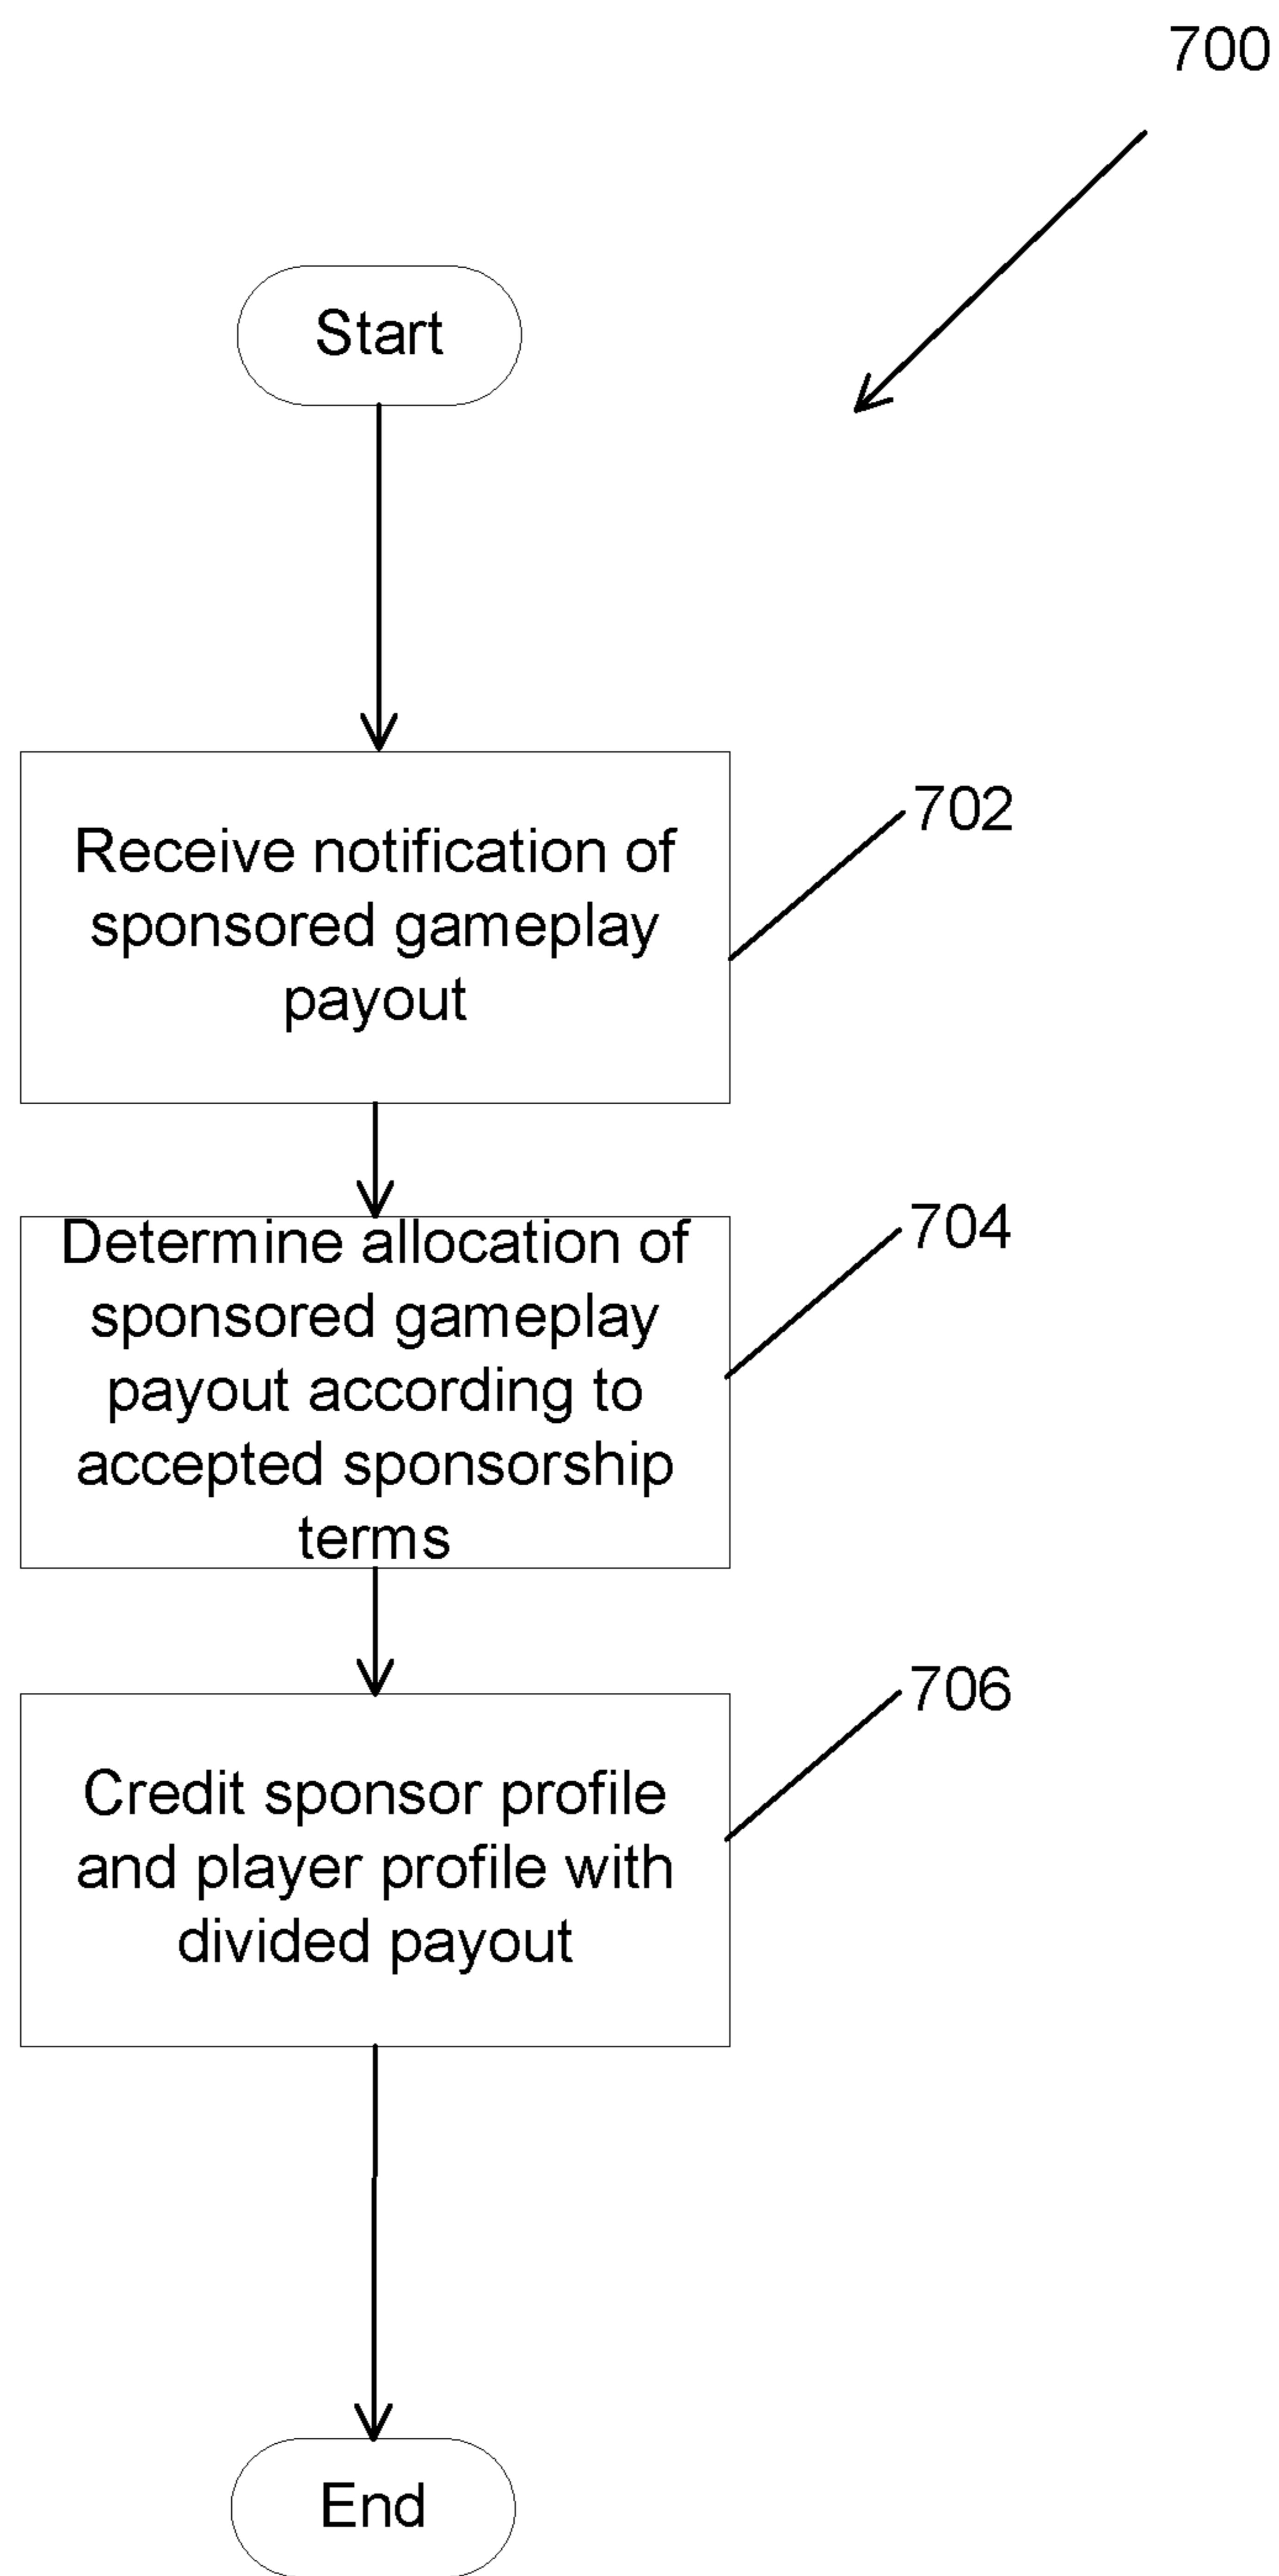 700
Start
Receive notification of
sponsored gameplay
payout
702
Determine allocation of
sponsored gameplay
payout according to
accepted sponsorship
terms
704
Credit sponsor profile
and player profile with
divided payout
706
End